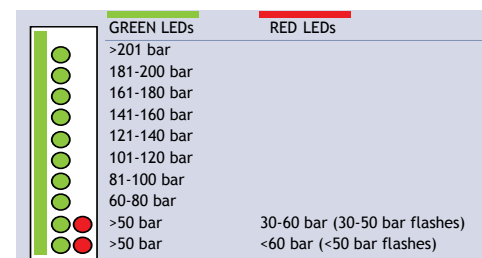 GREEN LEDs RED LEDs
>201 bar
181-200 bar
161-180 bar
141-160 bar
121-140 bar
101-120 bar
81-100 bar
60-80 bar
>50 bar 30-60 bar (30-50 bar flashes)
>50 bar <60 bar (<50 bar flashes)